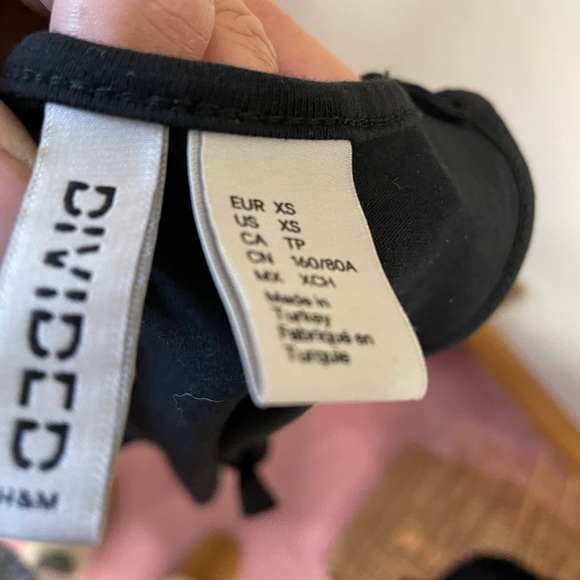 DIVIDED
H&M
EUR XS
US XS
CA TP
CN 160/80A
MX XCH
Made in
Turkey
Fabriqué en
Turquie